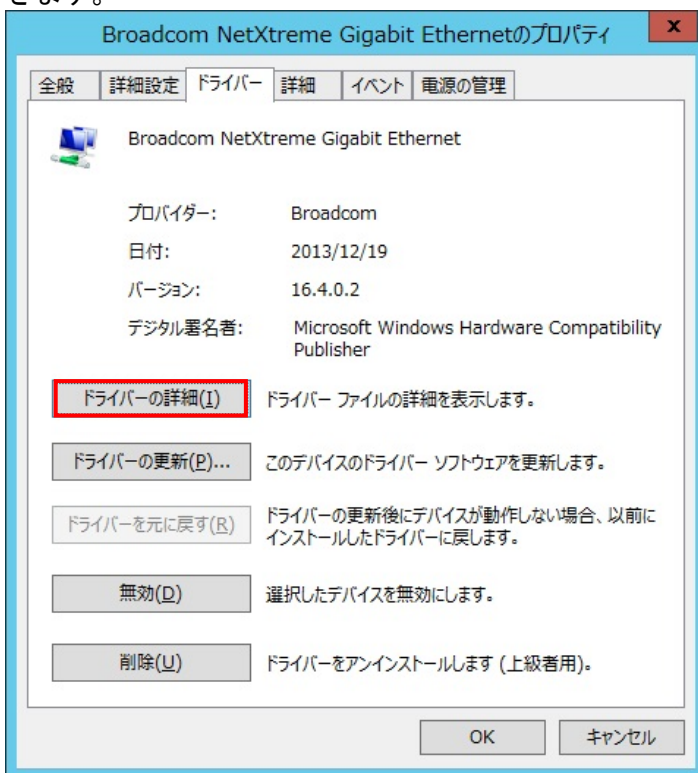 きます。
Broadcom NetXtreme Gigabit Ethernetのプロパティ
x
全般 詳細設定 ドライバー 詳細 イベント 電源の管理
Broadcom NetXtreme Gigabit Ethernet
プロバイダー: Broadcom
日付: 2013/12/19
バージョン: 16.4.0.2
デジタル署名者: Microsoft Windows Hardware Compatibility
Publisher
ドライバーの詳細(I) ドライバー ファイルの詳細を表示します。
ドライバーの更新(P)... このデバイスのドライバー ソフトウェアを更新します。
ドライバーを元に戻す(R) ドライバーの更新後にデバイスが動作しない場合、以前に
インストールしたドライバーに戻します。
無効(D) 選択したデバイスを無効にします。
削除(U) ドライバーをアンインストールします (上級者用)。
OK キャンセル